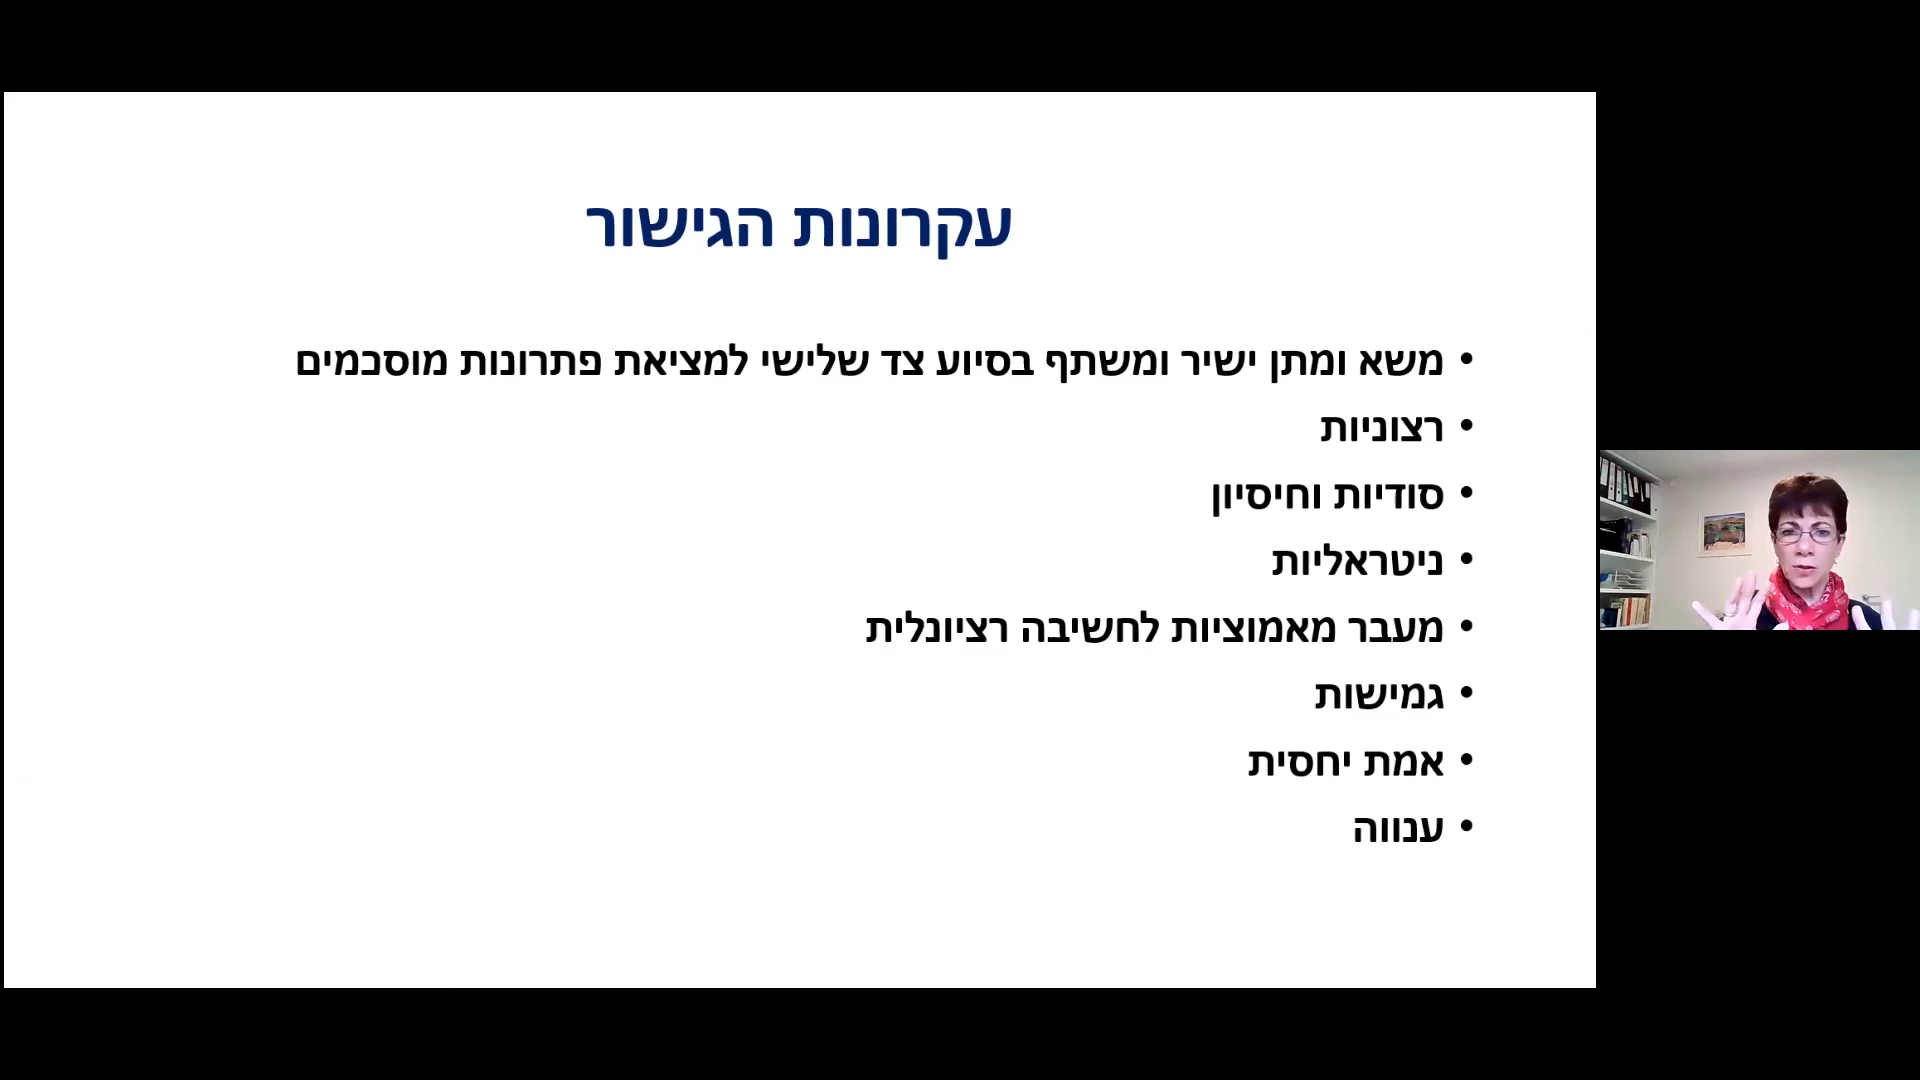 עקרונות הגישור
• משא ומתן ישיר ומשתף בסיוע צד שלישי למציאת פתרונות מוסכמים
• רצוניות
• סודיות וחיסיון
• ניטראליות
• מעבר מאמוציות לחשיבה רציונלית
• גמישות
• אמת יחסית
• ענווה